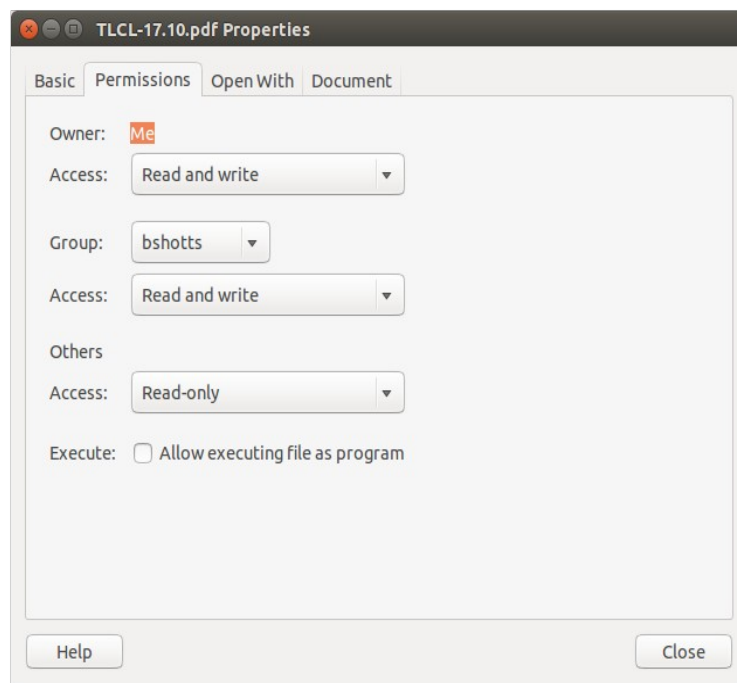 TLCL-17.10.pdf Properties
Basic Permissions Open With Document
Owner: Me
Access: Read and write
Group: bshotts
Access: Read and write
Others
Access: Read-only
Execute: Allow executing file as program
Help Close